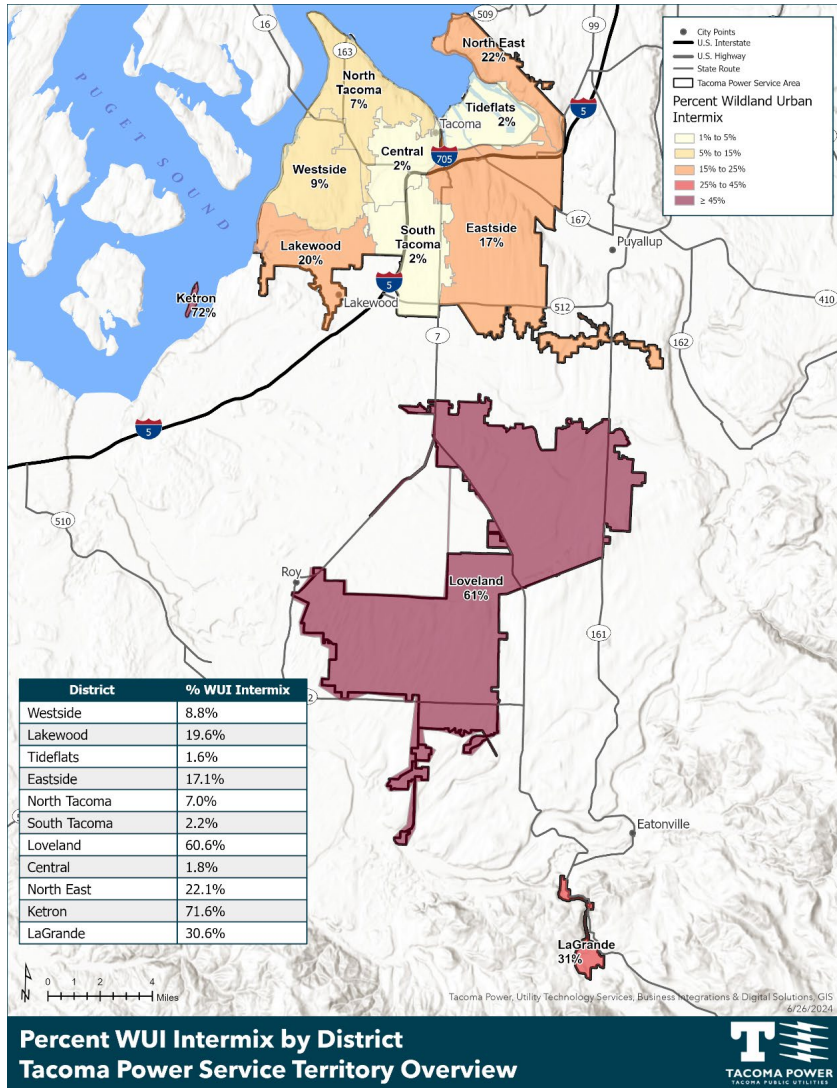 16
509
99
163
North East
22%
North
Tacoma
7%
Tideflats
2%
Tacoma
5
Central
2%
705
PUGET SOUND
Westside
9%
167
Eastside
17%
South
Tacoma
2%
Puyallup
Lakewood
20%
5
Ketron
72%
Lakewood
512
410
7
162
5
510
Roy
Loveland
61%
161
2
Eatonville
LaGrande
31%
City Points
U.S. Interstate
U.S. Highway
State Route
Tacoma Power Service Area
Percent Wildland Urban
Intermix
1% to 5%
5% to 15%
15% to 25%
25% to 45%
≥ 45%
District % WUI Intermix
Westside 8.8%
Lakewood 19.6%
Tideflats 1.6%
Eastside 17.1%
North Tacoma 7.0%
South Tacoma 2.2%
Loveland 60.6%
Central 1.8%
North East 22.1%
Ketron 71.6%
LaGrande 30.6%
N
0 1 2 4
Miles
Tacoma Power, Utility Technology Services, Business Integrations & Digital Solutions, GIS
6/26/2024
Percent WUI Intermix by District
Tacoma Power Service Territory Overview
T
TACOMA POWER
TACOMA PUBLIC UTILITIES